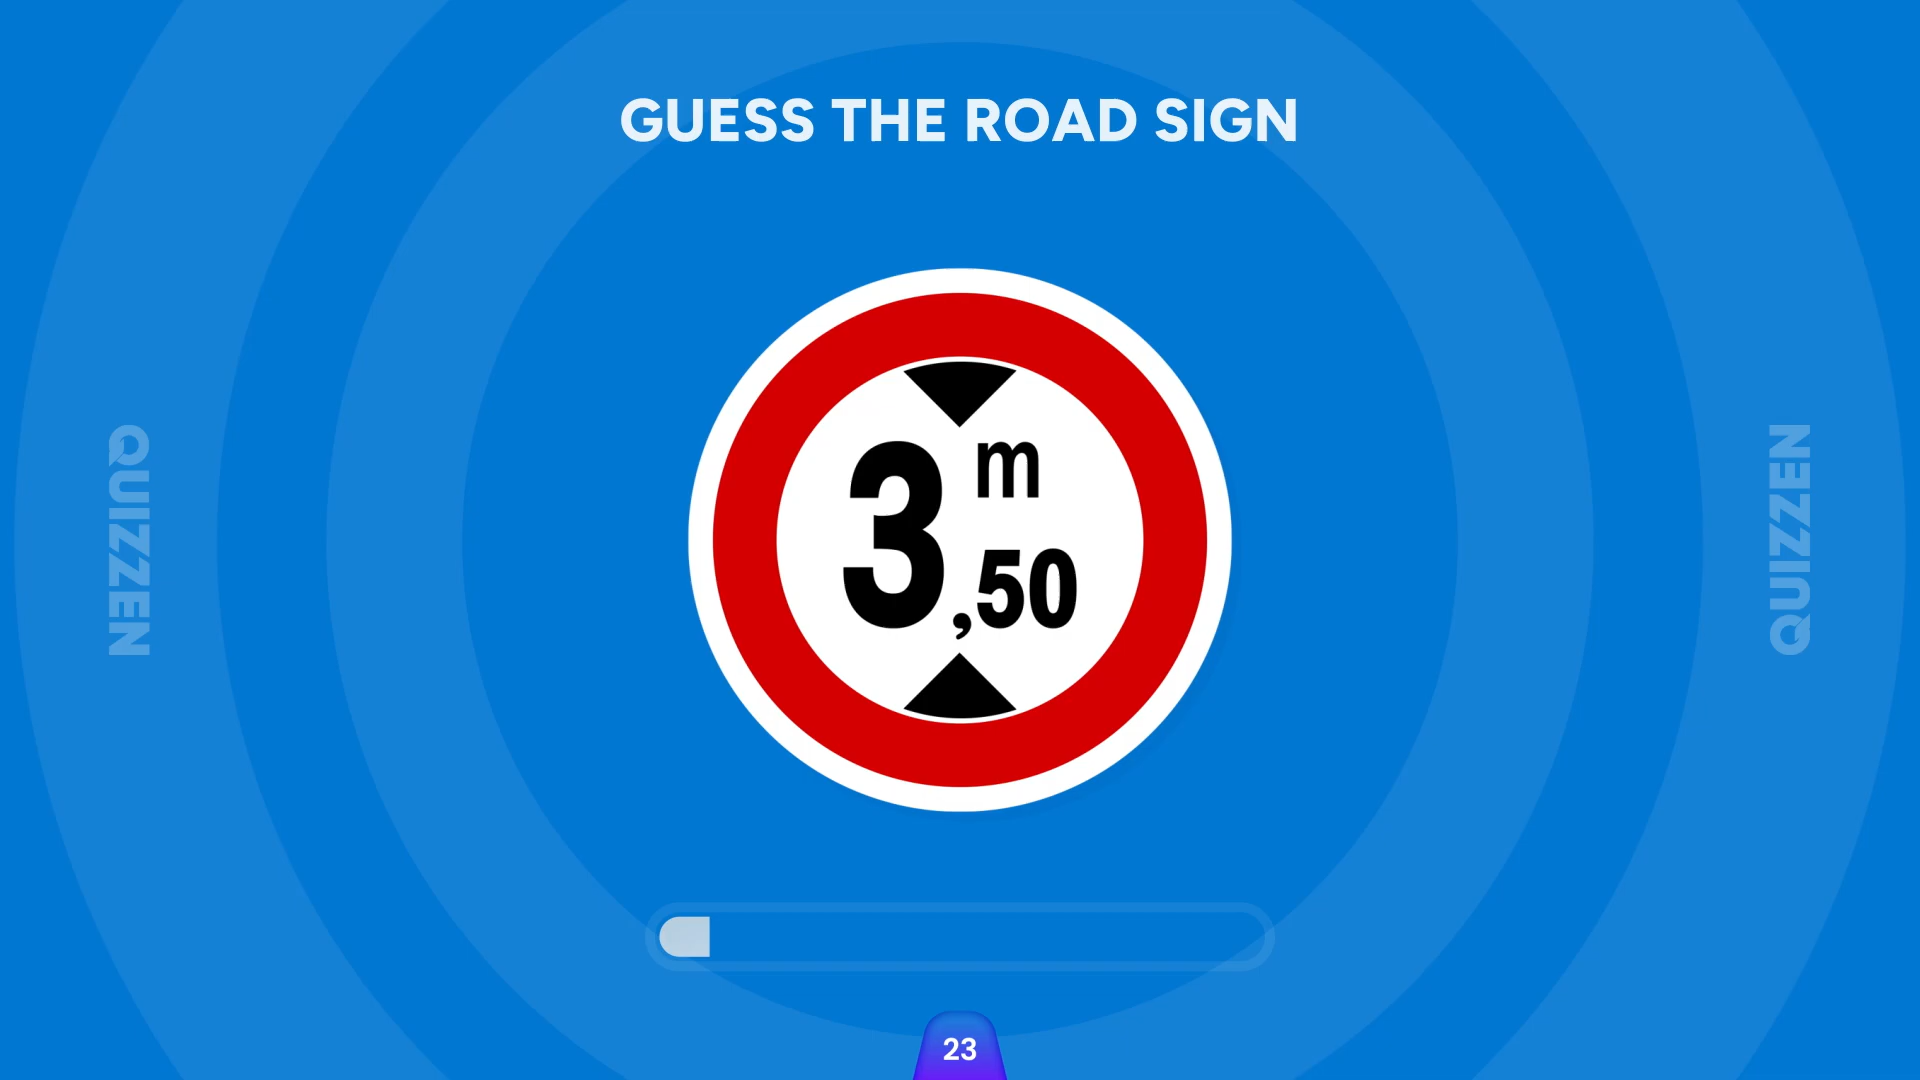 GUESS THE ROAD SIGN
QUIZZEN
3,50 m
QUIZZEN
23